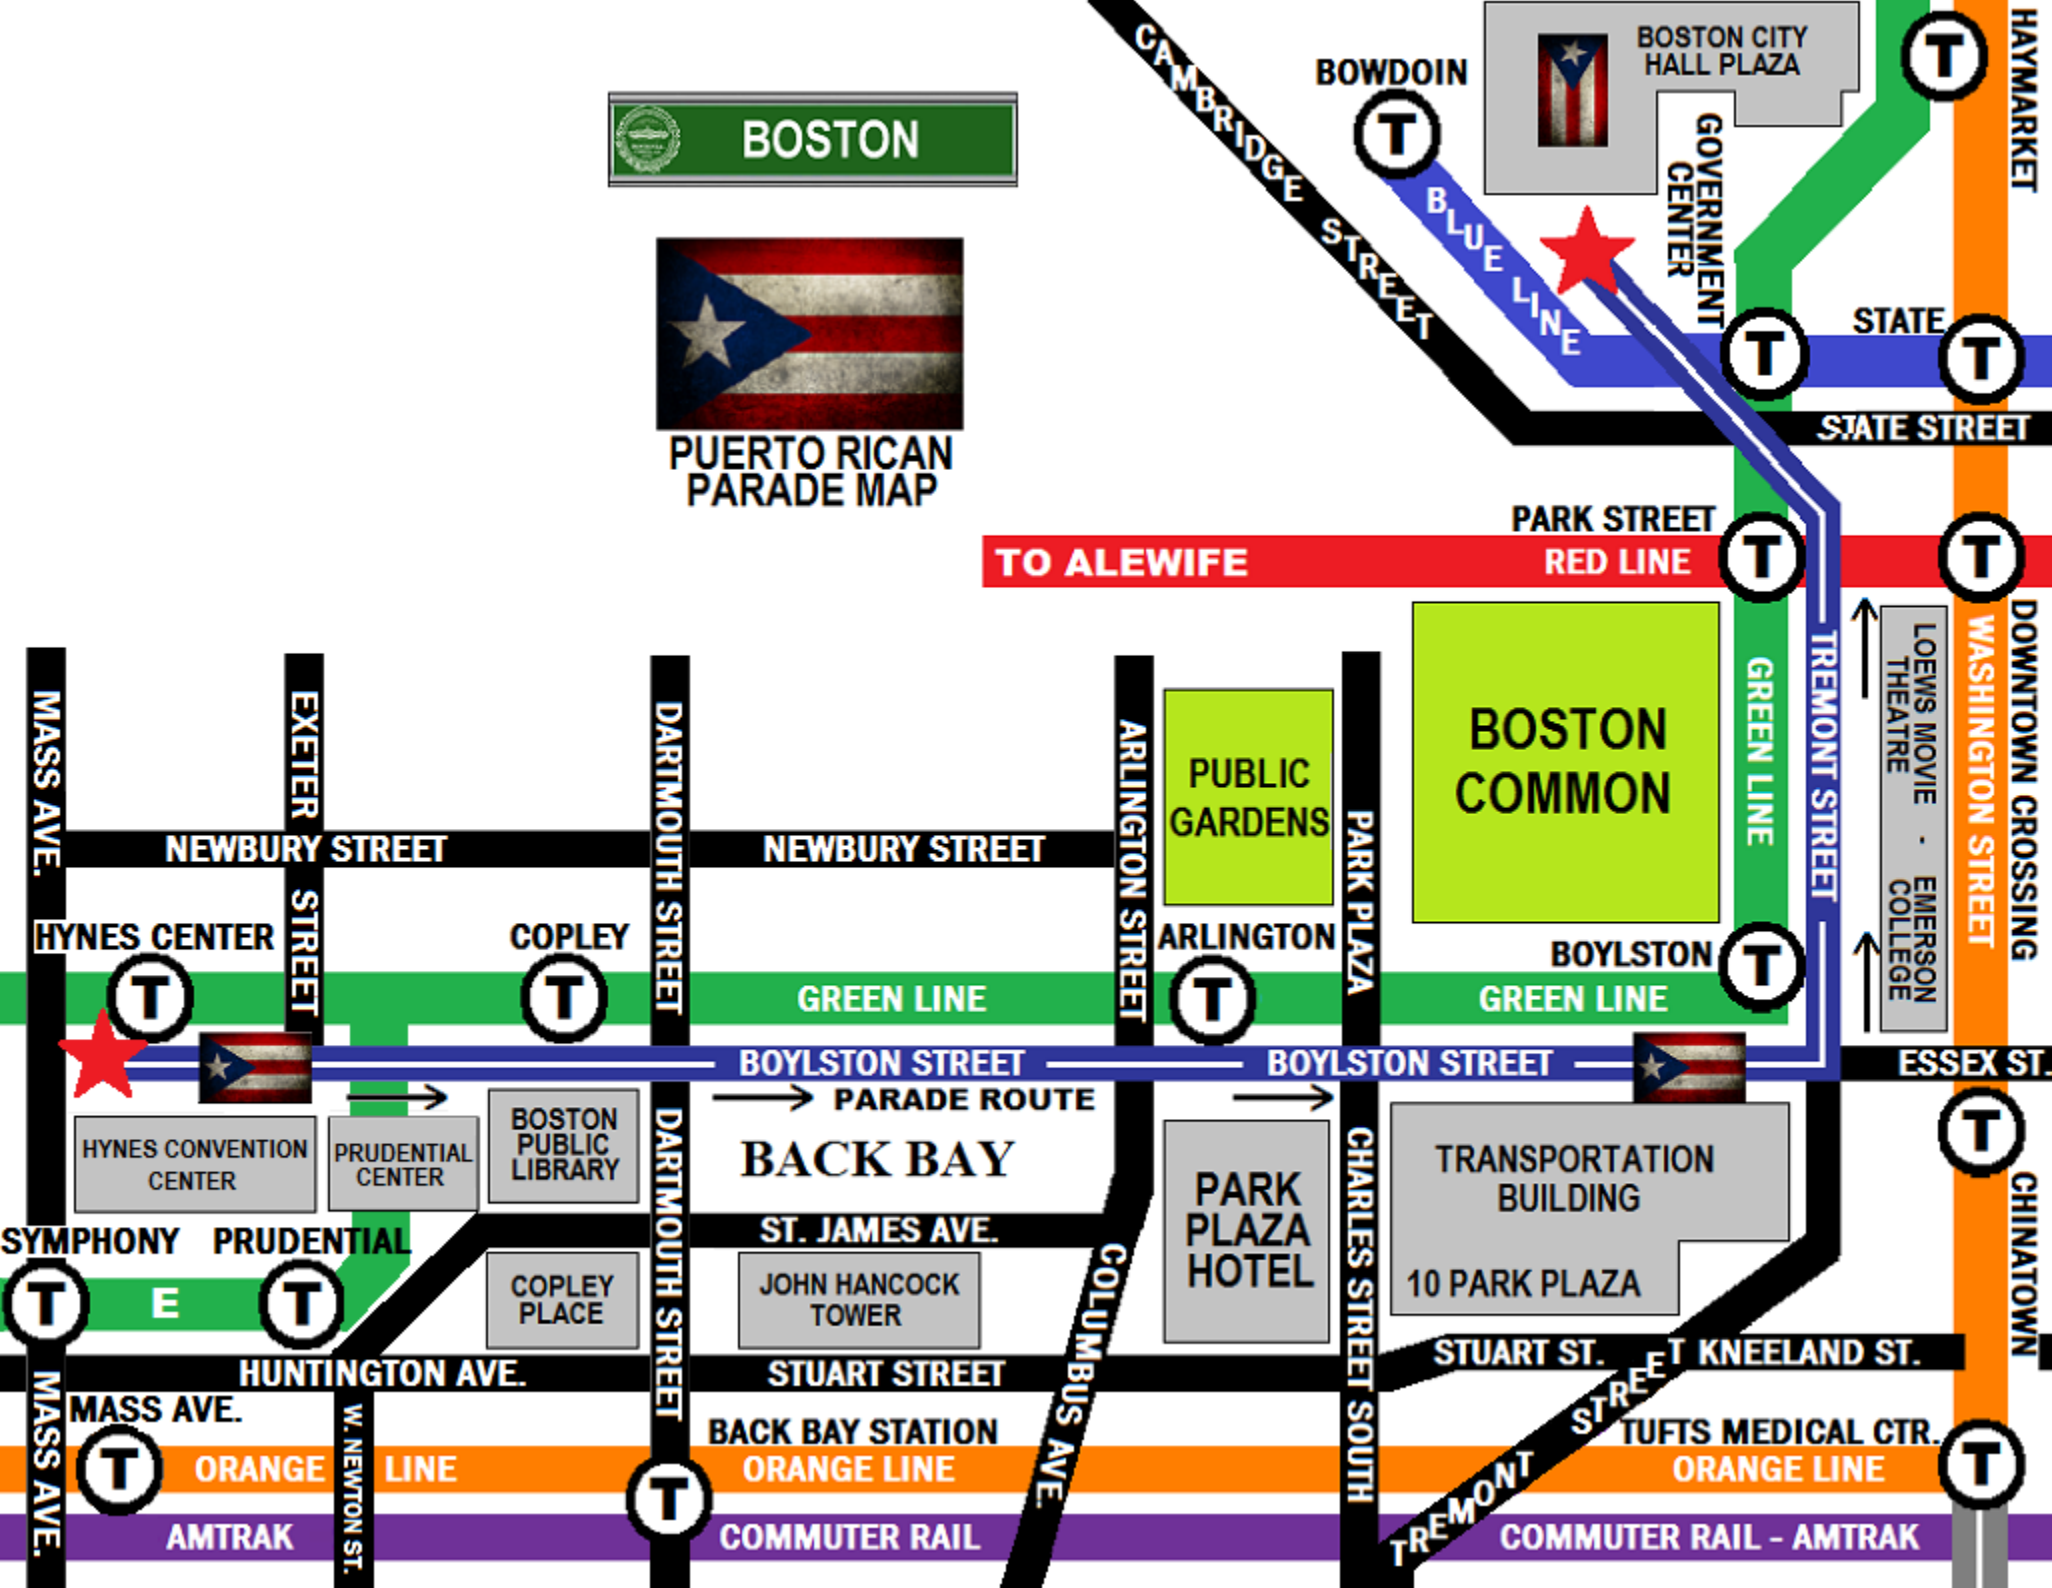 CAMBRIDGE STREET
BOWDOIN
T
BLUE LINE
BOSTON CITY
HALL PLAZA
GOVERNMENT
CENTER
T
HAYMARKET
BOSTON
PUERTO RICAN
PARADE MAP
T
STATE
T
STATE STREET
PARK STREET
TO ALEWIFE
RED LINE
T
T
DOWNTOWN CROSSING
WASHINGTON STREET
LOEWS MOVIE - EMERSON
THEATRE COLLEGE
TREMONT STREET
GREEN LINE
BOSTON
COMMON
PUBLIC
GARDENS
PARK PLAZA
ARLINGTON STREET
DARTMOUTH STREET
EXETER STREET
MASS AVE.
NEWBURY STREET
NEWBURY STREET
HYNES CENTER
T
COPLEY
T
GREEN LINE
ARLINGTON
T
GREEN LINE
BOYLSTON
T
BOYLSTON STREET
BOYLSTON STREET
ESSEX ST.
PARADE ROUTE
BACK BAY
HYNES CONVENTION
CENTER
PRUDENTIAL
CENTER
BOSTON
PUBLIC
LIBRARY
DARTMOUTH STREET
ST. JAMES AVE.
COPLEY
PLACE
JOHN HANCOCK
TOWER
COLUMBUS AVE.
PARK
PLAZA
HOTEL
CHARLES STREET SOUTH
TRANSPORTATION
BUILDING
10 PARK PLAZA
T
CHINATOWN
SYMPHONY
T
E
PRUDENTIAL
T
HUNTINGTON AVE.
STUART STREET
STUART ST.
KNEELAND ST.
TREMONT STREET
MASS AVE.
MASS AVE.
T
ORANGE LINE
W. NEWTON ST.
BACK BAY STATION
T
ORANGE LINE
TUFTS MEDICAL CTR.
ORANGE LINE
T
AMTRAK
COMMUTER RAIL
COMMUTER RAIL - AMTRAK